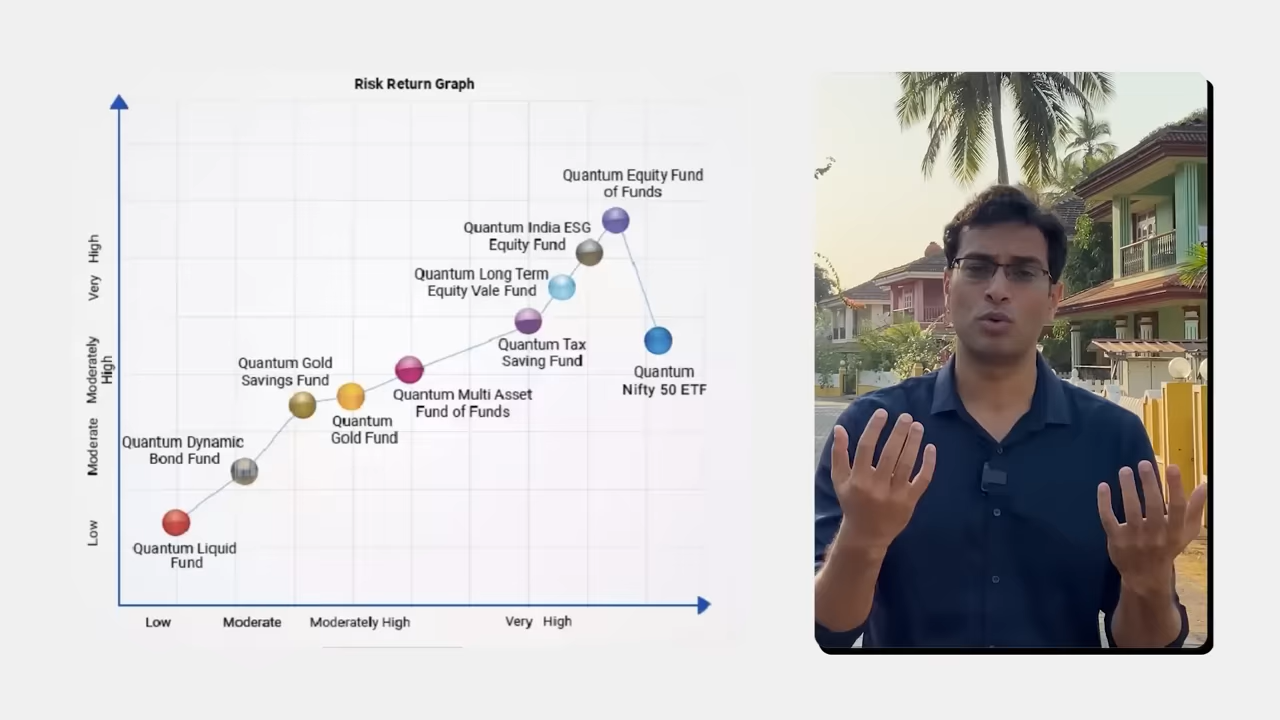 Risk Return Graph
Quantum Equity Fund
of Funds
Quantum India ESG
Equity Fund
Quantum Long Term
Equity Vale Fund
Quantum Tax
Saving Fund
Quantum
Nifty 50 ETF
Quantum Gold
Savings Fund
Quantum Multi Asset
Fund of Funds
Quantum
Gold Fund
Quantum Dynamic
Bond Fund
Quantum Liquid
Fund
Very High
Moderately
High
Moderate
Low
Low
Moderate
Moderately High
Very High